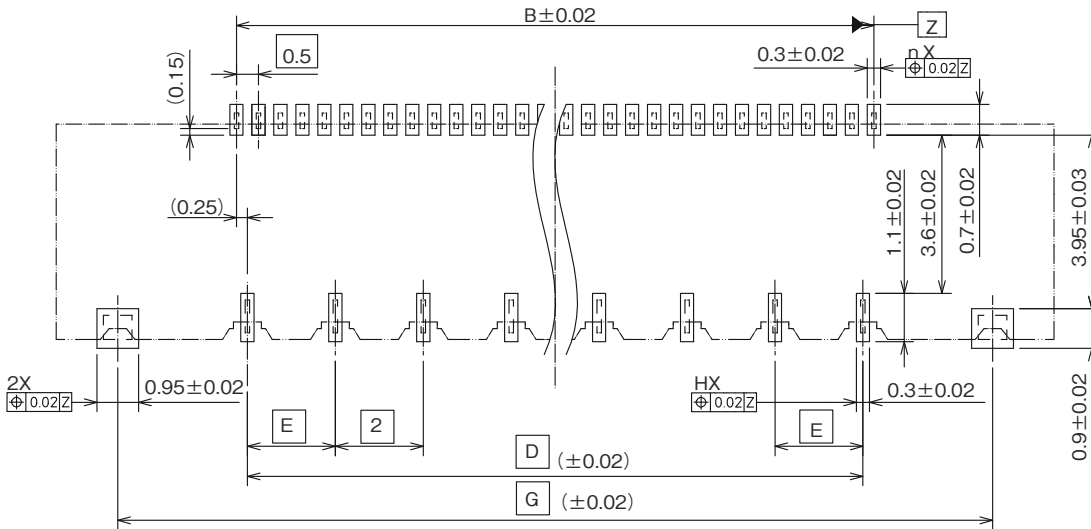 B±0.02
Z
0.5
0.3±0.02
nX
⌖ 0.02 Z
(0.15)
(0.25)
1.1±0.02
3.6±0.02
0.7±0.02
3.95±0.03
2X
⌖ 0.02 Z
0.95±0.02
HX
⌖ 0.02 Z
0.3±0.02
0.9±0.02
E
2
E
D (±0.02)
G (±0.02)